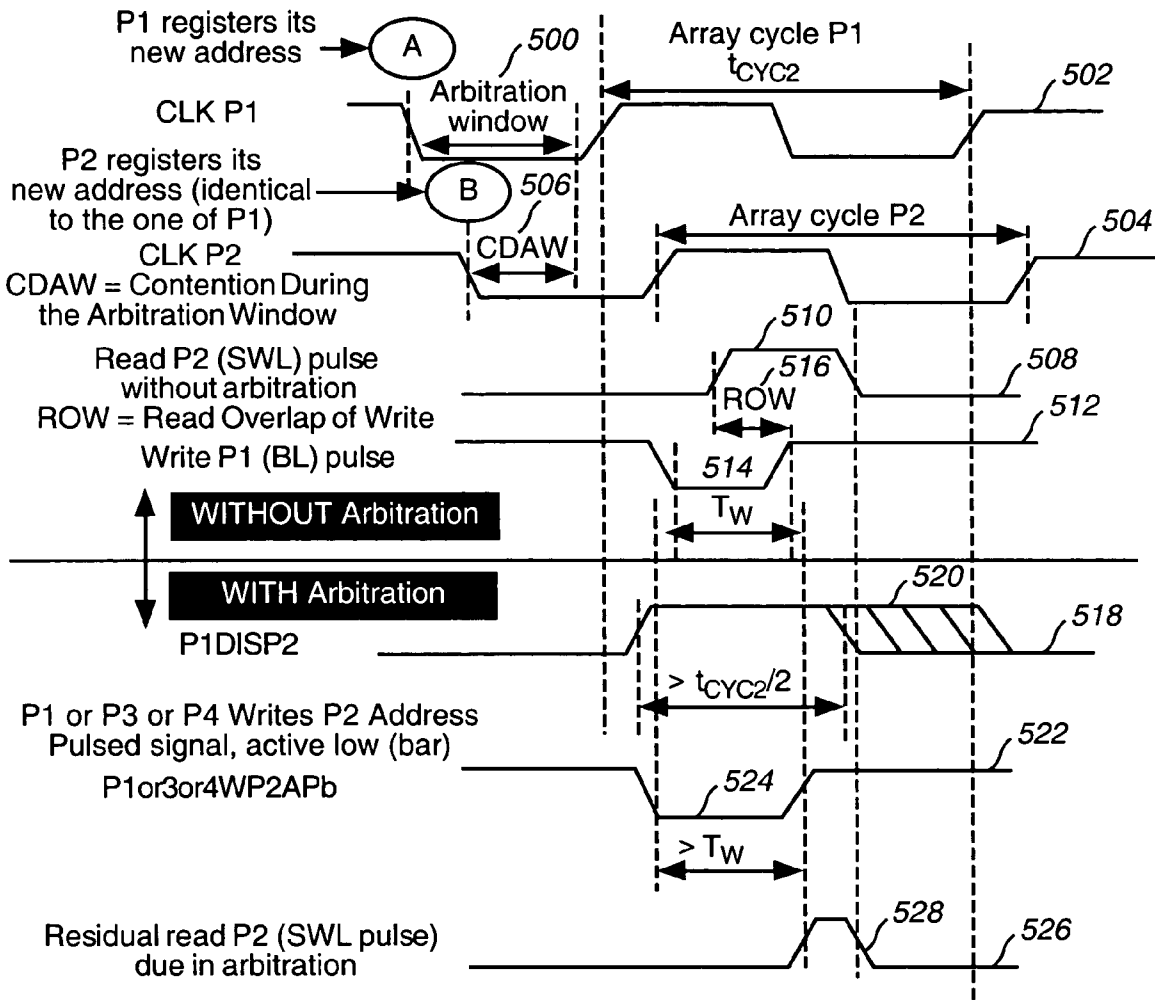 P1 registers its
new address
A
500
Array cycle P1
tCYC2
502
CLK P1
Arbitration
window
P2 registers its
new address (identical
to the one of P1)
B
506
CDAW
Array cycle P2
504
CLK P2
CDAW = Contention During
the Arbitration Window
510
Read P2 (SWL) pulse
without arbitration
516
508
ROW = Read Overlap of Write
ROW
512
Write P1 (BL) pulse
514
WITHOUT Arbitration
TW
WITH Arbitration
520
P1DISP2
518
> tCYC2/2
P1 or P3 or P4 Writes P2 Address
Pulsed signal, active low (bar)
522
P1or3or4WP2APb
524
> TW
Residual read P2 (SWL pulse)
due in arbitration
528
526